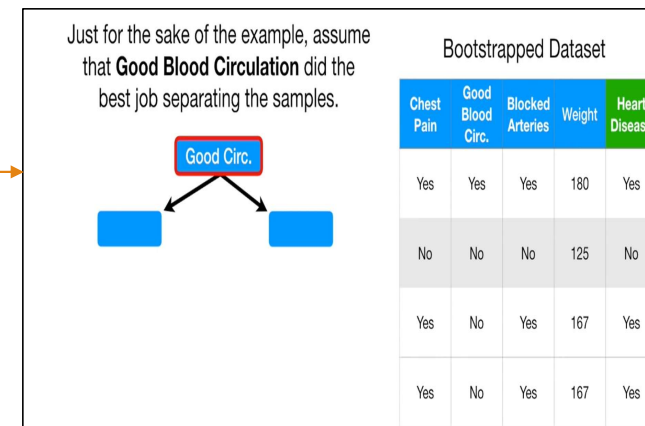 Just for the sake of the example, assume
that Good Blood Circulation did the
best job separating the samples.
Good Circ.
Bootstrapped Dataset
Chest Pain Good Blood Circ. Blocked Arteries Weight Heart Diseas
Yes Yes Yes 180 Yes
No No No 125 No
Yes No Yes 167 Yes
Yes No Yes 167 Yes